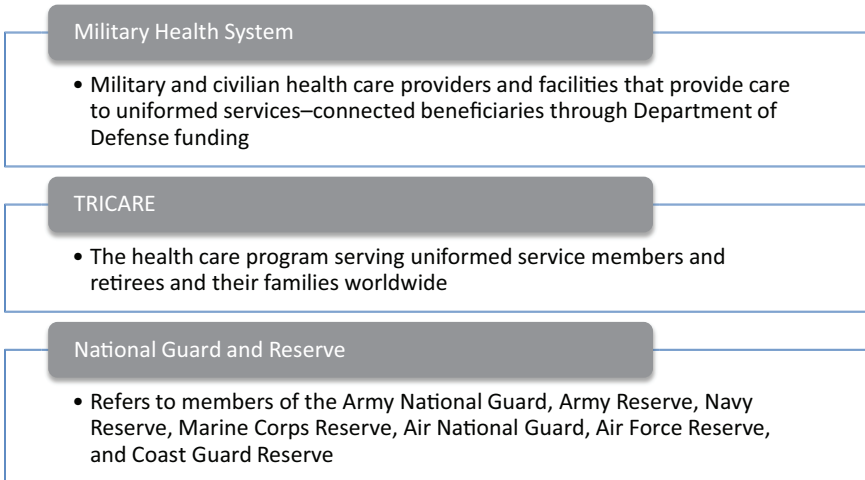 Military Health System
• Military and civilian health care providers and facilities that provide care
to uniformed services–connected beneficiaries through Department of
Defense funding
TRICARE
• The health care program serving uniformed service members and
retirees and their families worldwide
National Guard and Reserve
• Refers to members of the Army National Guard, Army Reserve, Navy
Reserve, Marine Corps Reserve, Air National Guard, Air Force Reserve,
and Coast Guard Reserve